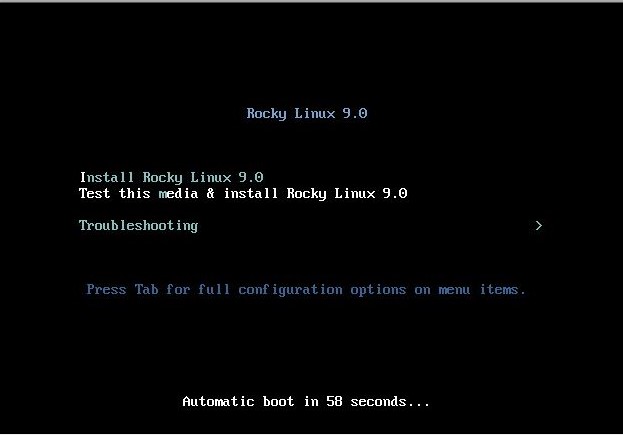 Rocky Linux 9.0
Install Rocky Linux 9.0
Test this media & install Rocky Linux 9.0
Troubleshooting >
Press Tab for full configuration options on menu items.
Automatic boot in 58 seconds...